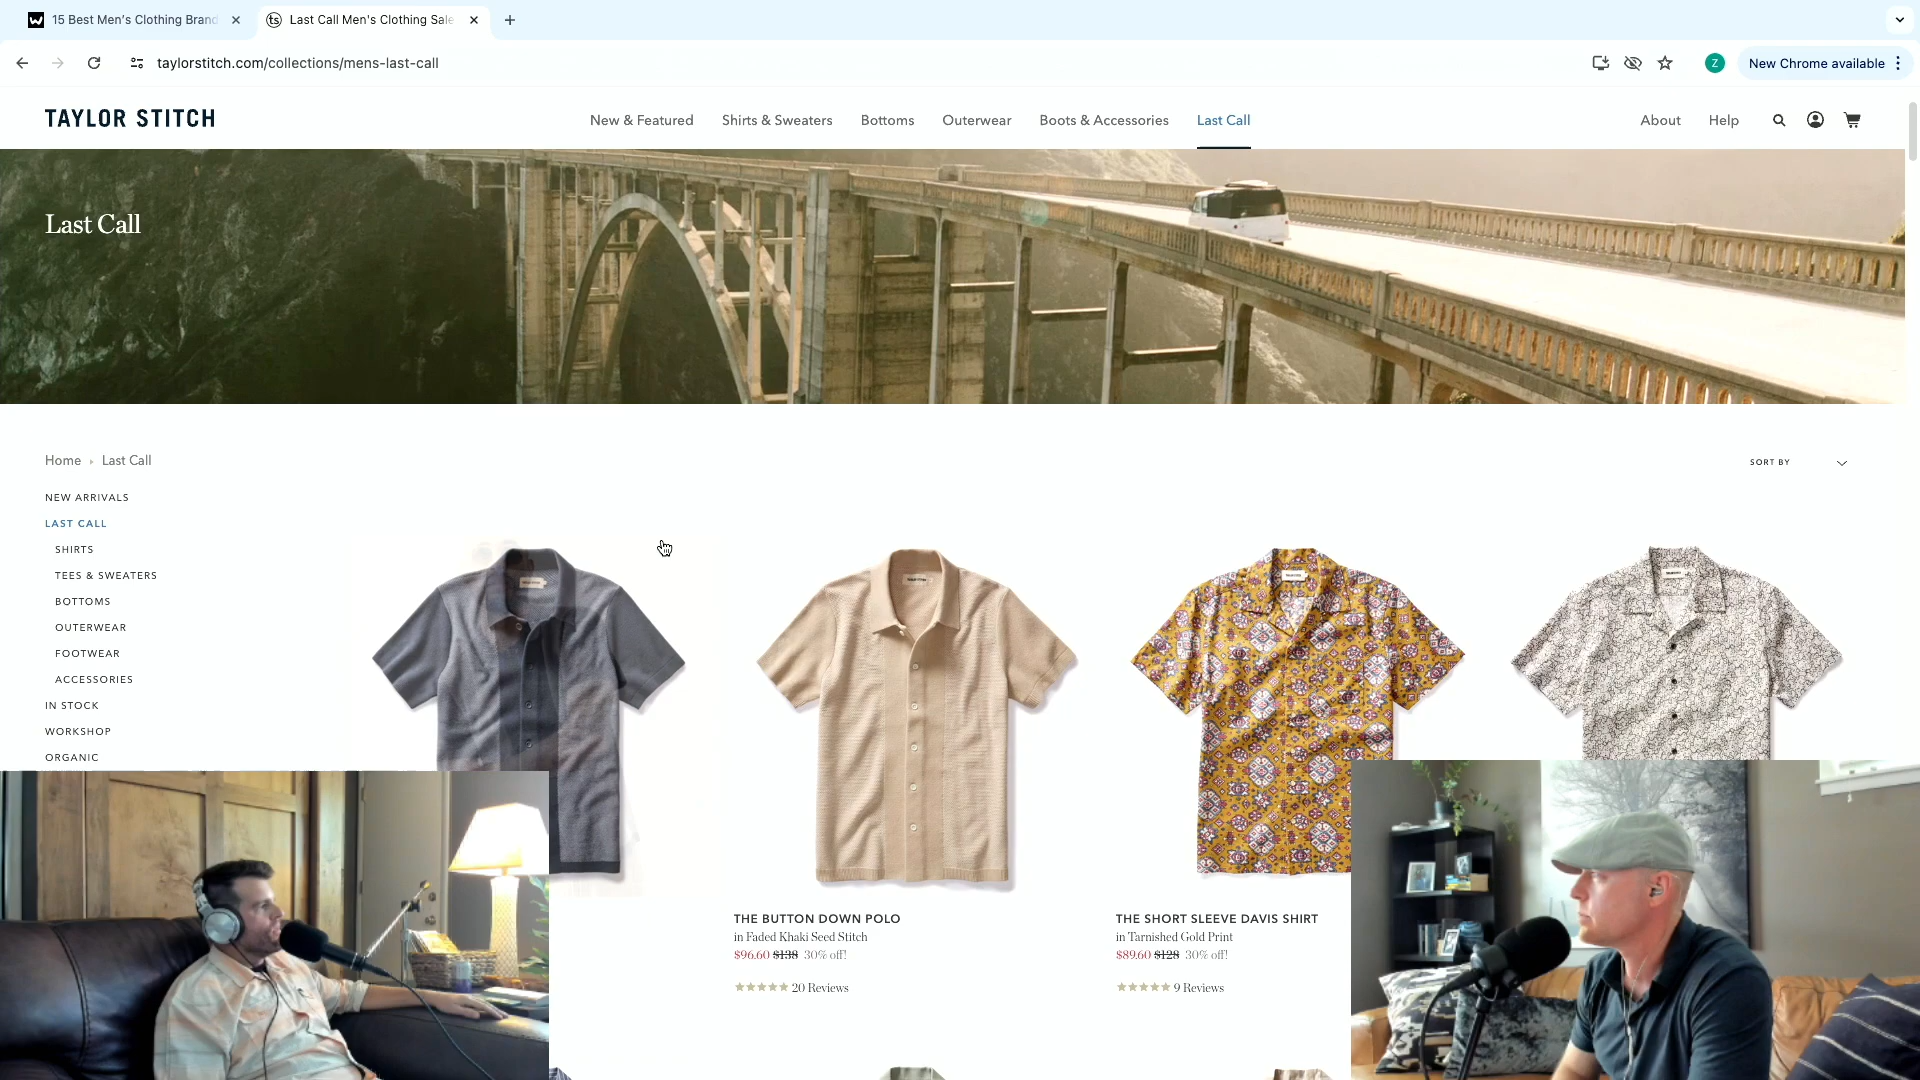 15 Best Men's Clothing Brand
Last Call Men's Clothing Sale
taylorstitch.com/collections/mens-last-call
Z
New Chrome available
TAYLOR STITCH
New & Featured
Shirts & Sweaters
Bottoms
Outerwear
Boots & Accessories
Last Call
About
Help
Last Call
Home › Last Call
SORT BY
NEW ARRIVALS
LAST CALL
SHIRTS
TEES & SWEATERS
BOTTOMS
OUTERWEAR
FOOTWEAR
ACCESSORIES
IN STOCK
WORKSHOP
ORGANIC
THE BUTTON DOWN POLO
in Faded Khaki Seed Stitch
$96.60 $138 30% off!
20 Reviews
THE SHORT SLEEVE DAVIS SHIRT
in Tarnished Gold Print
$89.60 $128 30% off!
9 Reviews